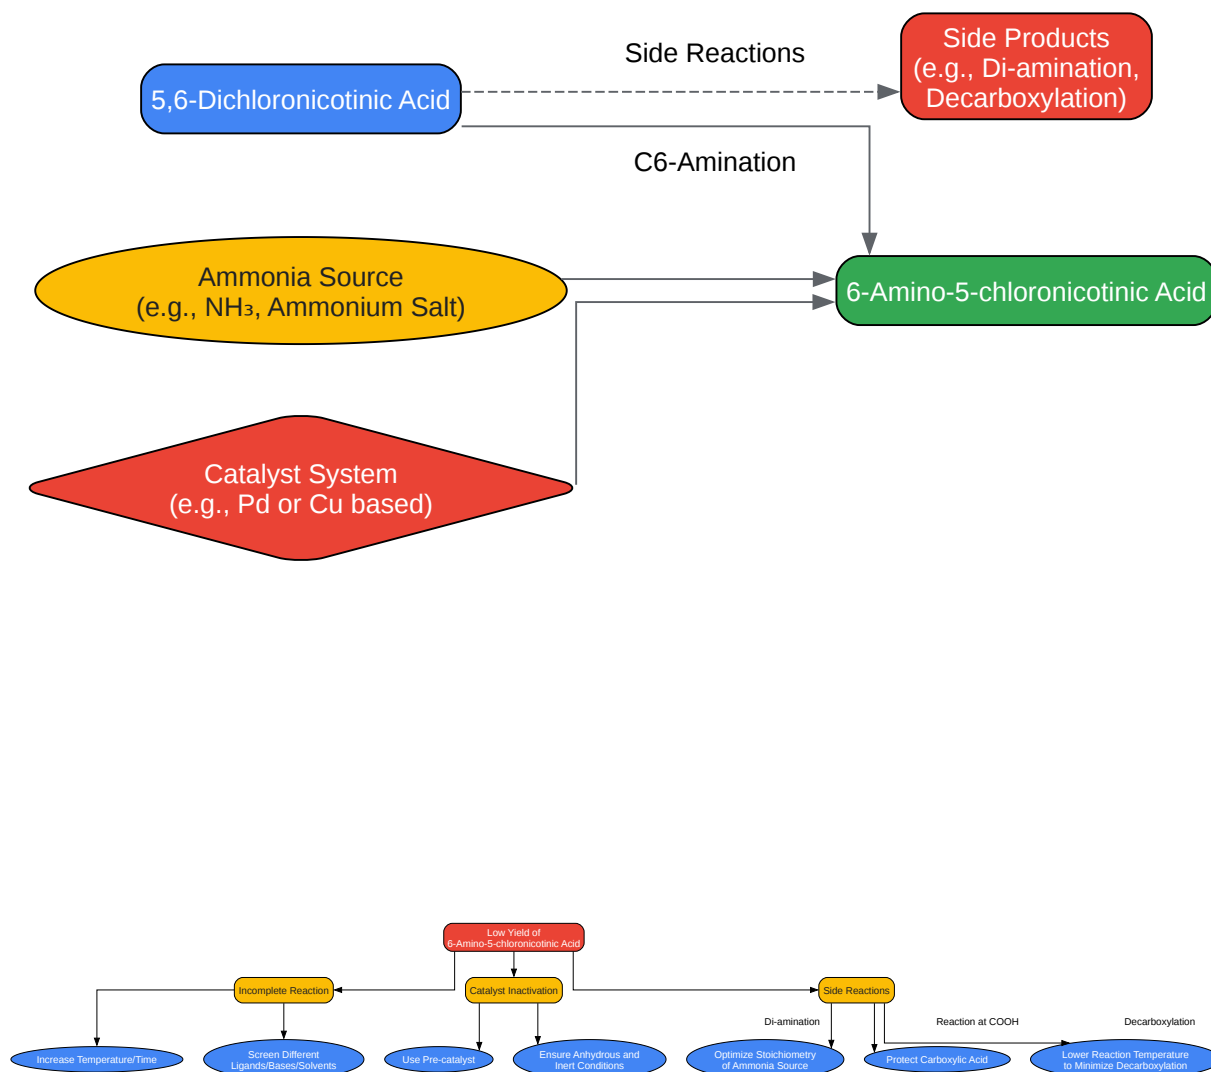 Side Reactions
Side Products
(e.g., Di-amination,
Decarboxylation)
5,6-Dichloronicotinic Acid
C6-Amination
Ammonia Source
(e.g., NH₃, Ammonium Salt)
6-Amino-5-chloronicotinic Acid
Catalyst System
(e.g., Pd or Cu based)
Low Yield of
6-Amino-5-chloronicotinic Acid
Incomplete Reaction
Catalyst Inactivation
Side Reactions
Di-amination
Reaction at COOH
Decarboxylation
Increase Temperature/Time
Screen Different
Ligands/Bases/Solvents
Use Pre-catalyst
Ensure Anhydrous and
Inert Conditions
Optimize Stoichiometry
of Ammonia Source
Protect Carboxylic Acid
Lower Reaction Temperature
to Minimize Decarboxylation